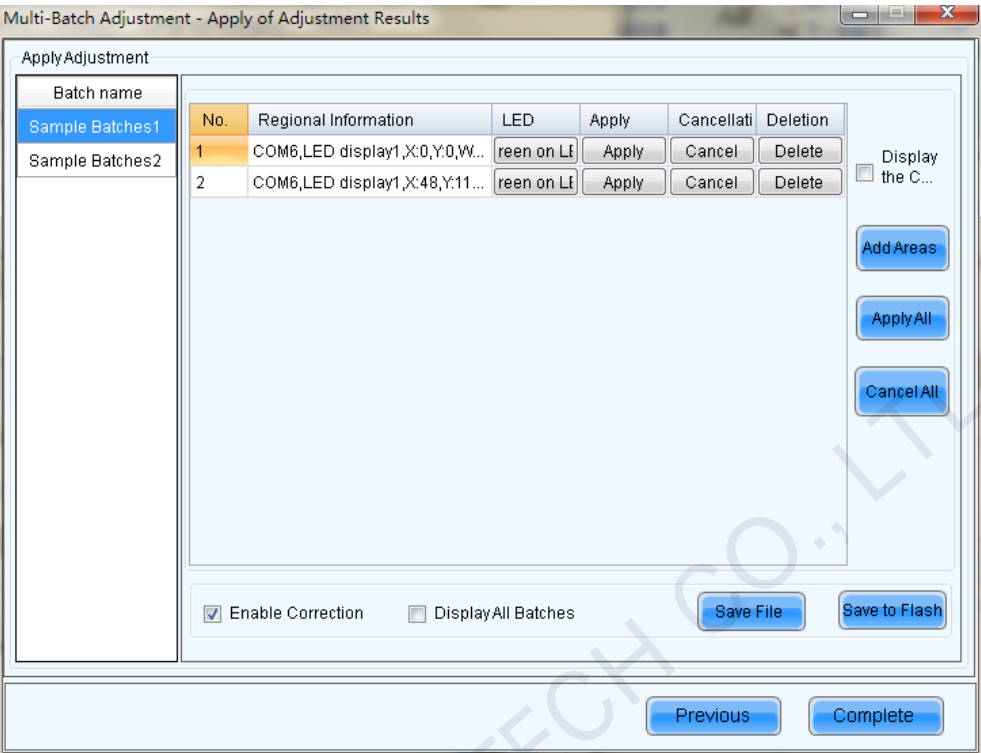 Multi-Batch Adjustment - Apply of Adjustment Results
Apply Adjustment
Batch name
Sample Batches1
Sample Batches2
No. Regional Information LED Apply Cancellati Deletion
1 COM6,LED display1,X:0,Y:0,W... reen on LE Apply Cancel Delete
2 COM6,LED display1,X:48,Y:11... reen on LE Apply Cancel Delete
Display
the C...
Add Areas
Apply All
Cancel All
Enable Correction Display All Batches Save File Save to Flash
Previous Complete
TECH CO., LTD